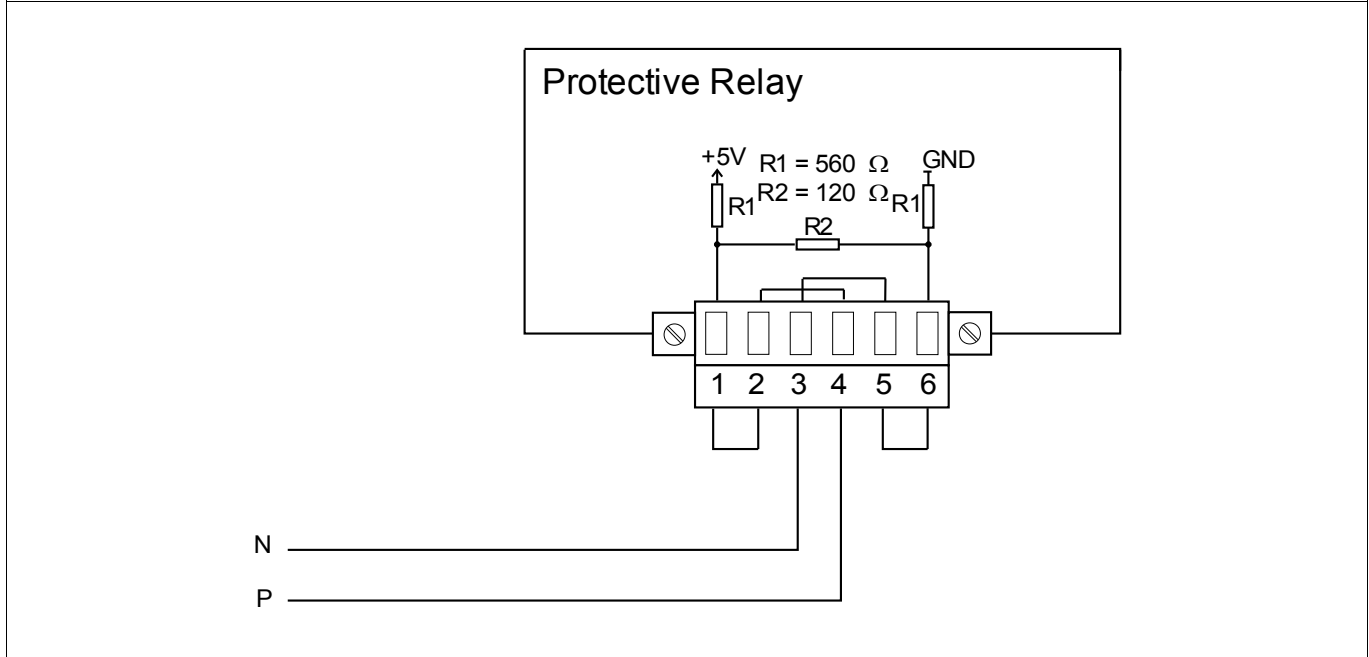 Protective Relay
+5V R1 = 560 Ω GND
R2 = 120 Ω
R1 R1
R2
1 2 3 4 5 6
N
P